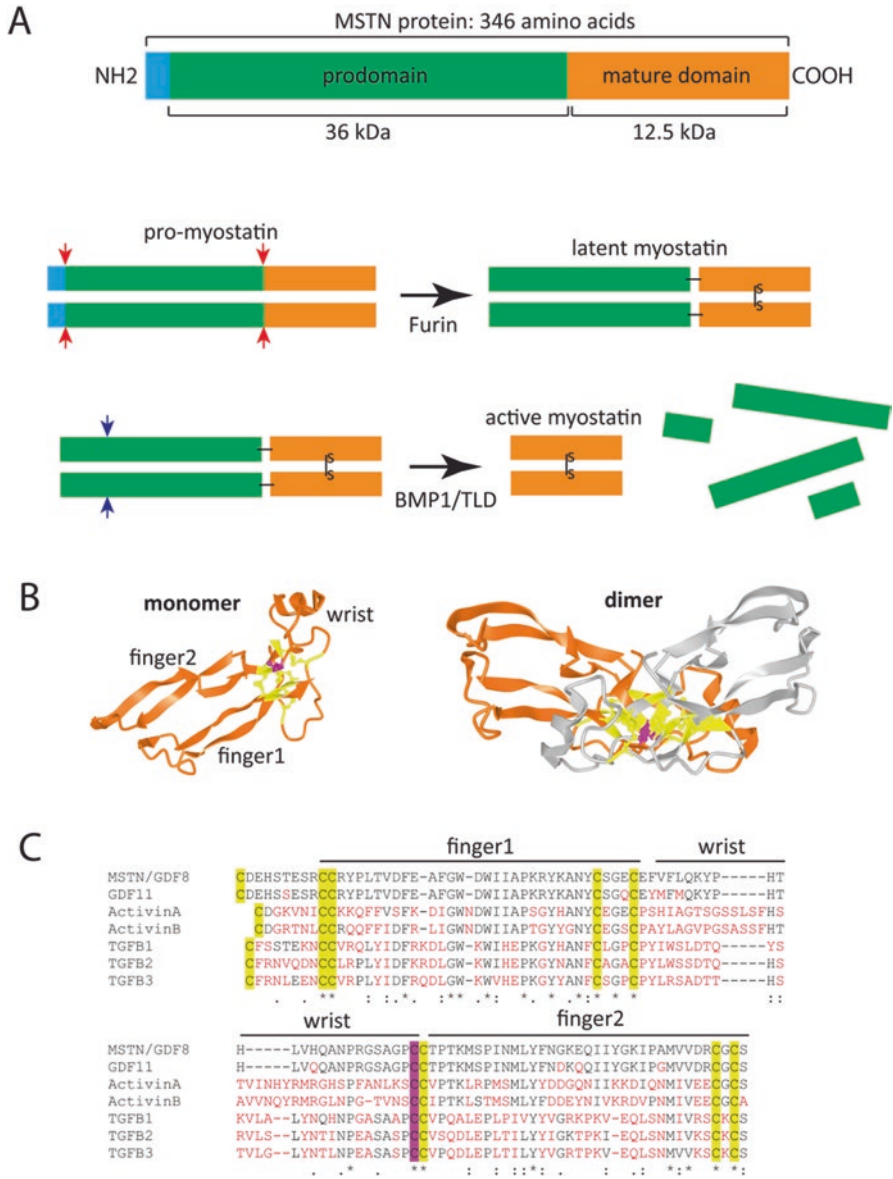 A
MSTN protein: 346 amino acids
NH2 prodomain mature domain COOH
36 kDa 12.5 kDa
pro-myostatin
latent myostatin
Furin
S
S
active myostatin
BMP1/TLD
S
S
S
S
B
monomer
wrist
finger2
finger1
dimer
C
finger1 wrist
MSTN/GDF8 CDEHSTESRCCRYPLTVDFE-AFGW-DWIIAPKRYKANYCSGECEFVFLQKYP-----HT
GDF11 CDEHSSESRCCRYPLTVDFE-AFGW-DWIIAPKRYKANYCSGQCEYMFMQKYP-----HT
ActivinA CDGKVNICCKKQFFVSFK-DIGWNDWIIAPSGYHANYCEGECPSHIAGTSGSSLSFHS
ActivinB CDGRTNLCCRQQFFIDFR-LIGWNDWIIAPTGYYGNYCEGSCPAYLAGVPGSASSFHT
TGFB1 CFSSTEKNCCVRQLYIDFRKDLGW-KWIHEPKGYHANFCLGPCPYIWSLDTQ-----YS
TGFB2 CFRNVQDNCCLRPLYIDFKRDLGW-KWIHEPKGYNANFCAGACPYLWSSDTQ-----HS
TGFB3 CFRNLEENCCVRPLYIDFRQDLGW-KWVHEPKGYYANFCSGPCPYLRSADTT-----HS
. . ** : :.* . ** * * . * .*:* * * ::
wrist finger2
MSTN/GDF8 H-----LVHQANPRGSAGPCCTPTKMSPINMLYFNGKEQIIYGKIPAMVVDRCGCS
GDF11 H-----LVQQANPRGSAGPCCTPTKMSPINMLYFNDKQQIIYGKIPGMVVDRCGCS
ActivinA TVINHYRMRGHSPFANLKSCCVPTKLRPMSMLYYDDGQNIIKKDIQNMIVEECGCS
ActivinB AVVNQYRMRGLNPG-TVNSCCIPTKLSTMSMLYFDDEYNIVKRDVPNMIVEECGCA
TGFB1 KVLA--LYNQHNPGASAAPCCVPQALEPLPIVYYVGRKPKV-EQLSNMIVRSCKCS
TGFB2 RVLS--LYNTINPEASASPCCVSQDLEPLTILYYIGKTPKI-EQLSNMIVKSCKCS
TGFB3 TVLG--LYNTLNPEASASPCCVPQDLEPLTILYYVGRTPKV-EQLSNMVVKSCKCS
. * . ** . : . : ::*: . : : *:* * *: